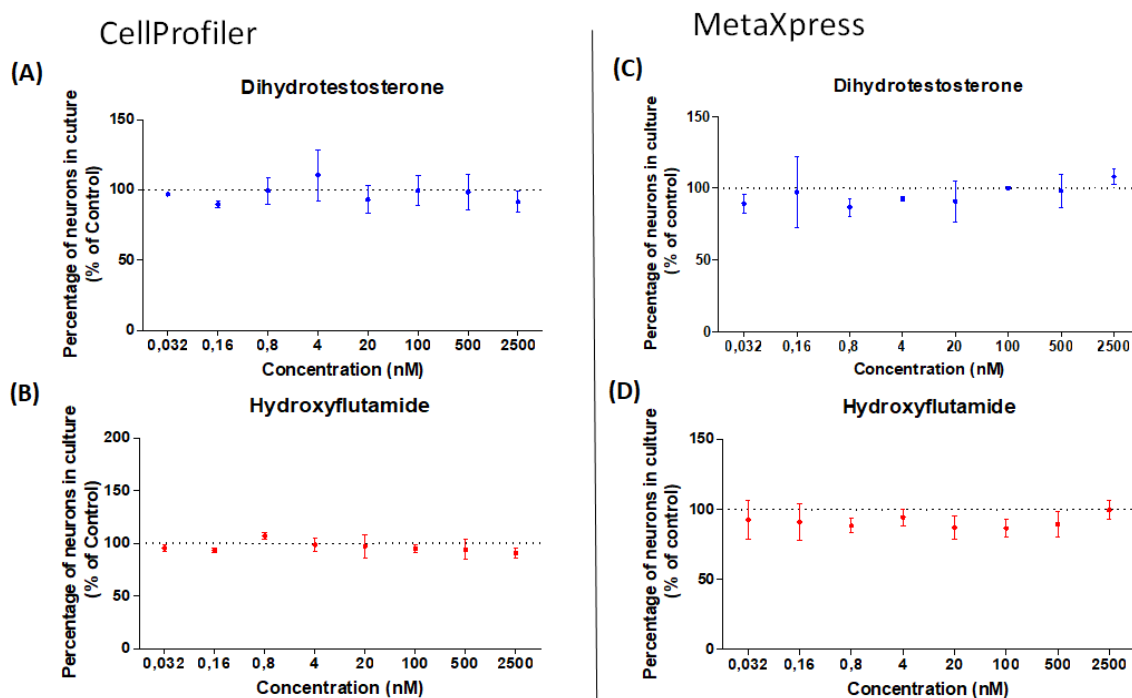 CellProfiler
MetaXpress
(A)
Dihydrotestosterone
Percentage of neurons in cuture
(% of Control)
150
100
50
0
0,032 0,16 0,8 4 20 100 500 2500
Concentration (nM)
(B)
Hydroxyflutamide
Percentage of neurons in culture
(% of Control)
200
150
100
50
0
0,032 0,16 0,8 4 20 100 500 2500
Concentration (nM)
(C)
Dihydrotestosterone
Percentage of neurons in culture
(% of control)
150
100
50
0
0,032 0,16 0,8 4 20 100 500 2500
Concentration (nM)
(D)
Hydroxyflutamide
Percentage of neurons in culture
(% of control)
150
100
50
0
0,032 0,16 0,8 4 20 100 500 2500
Concentration (nM)